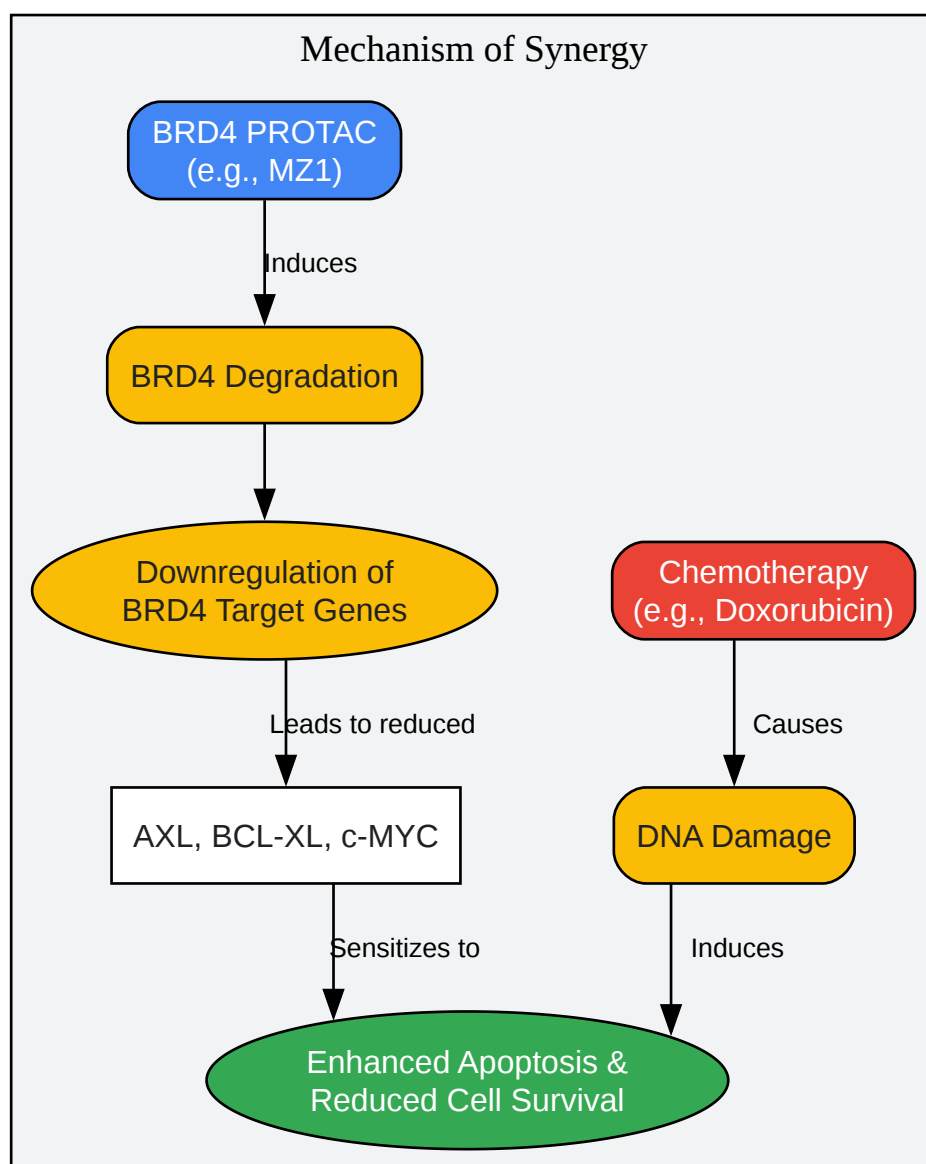 Mechanism of Synergy
BRD4 PROTAC
(e.g., MZ1)
Induces
BRD4 Degradation
Downregulation of
BRD4 Target Genes
Chemotherapy
(e.g., Doxorubicin)
Leads to reduced
Causes
AXL, BCL-XL, c-MYC
DNA Damage
Sensitizes to
Induces
Enhanced Apoptosis &
Reduced Cell Survival